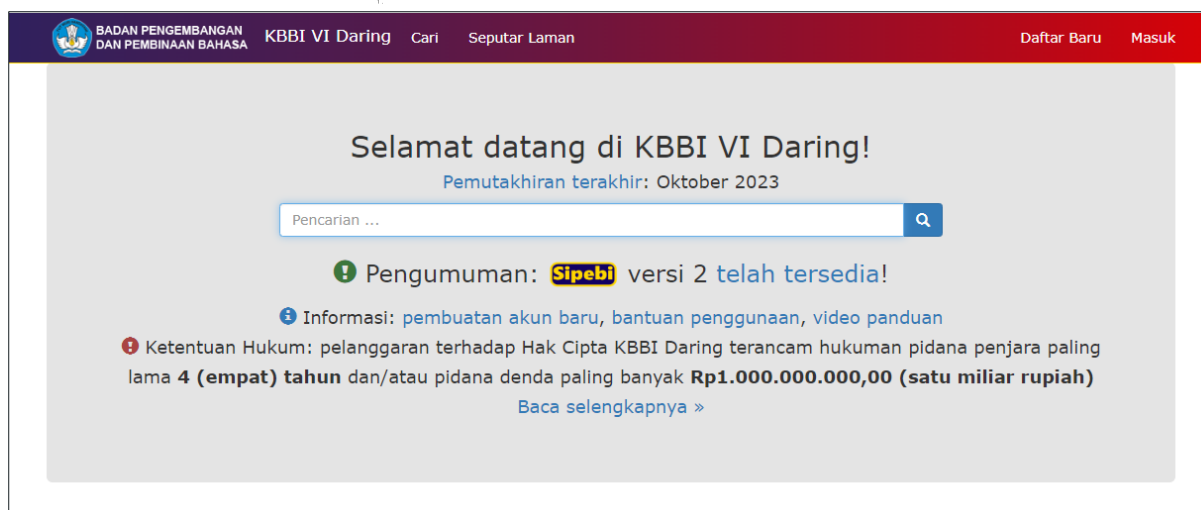 BADAN PENGEMBANGAN
DAN PEMBINAAN BAHASA
KBBI VI Daring Cari Seputar Laman Daftar Baru Masuk
Selamat datang di KBBI VI Daring!
Pemutakhiran terakhir: Oktober 2023
Pencarian ...
Pengumuman: Sipebi versi 2 telah tersedia!
Informasi: pembuatan akun baru, bantuan penggunaan, video panduan
Ketentuan Hukum: pelanggaran terhadap Hak Cipta KBBI Daring terancam hukuman pidana penjara paling
lama 4 (empat) tahun dan/atau pidana denda paling banyak Rp1.000.000.000,00 (satu miliar rupiah)
Baca selengkapnya »